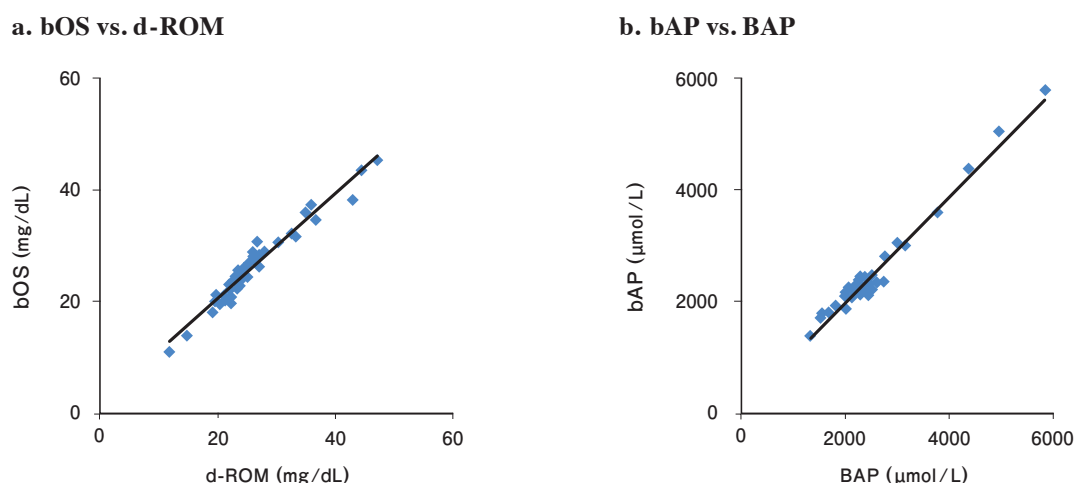 a. bOS vs. d-ROM
60
40
20
0
0 20 40 60
bOS (mg/dL)
d-ROM (mg/dL)
b. bAP vs. BAP
6000
4000
2000
0
0 2000 4000 6000
bAP (μmol/L)
BAP (μmol/L)